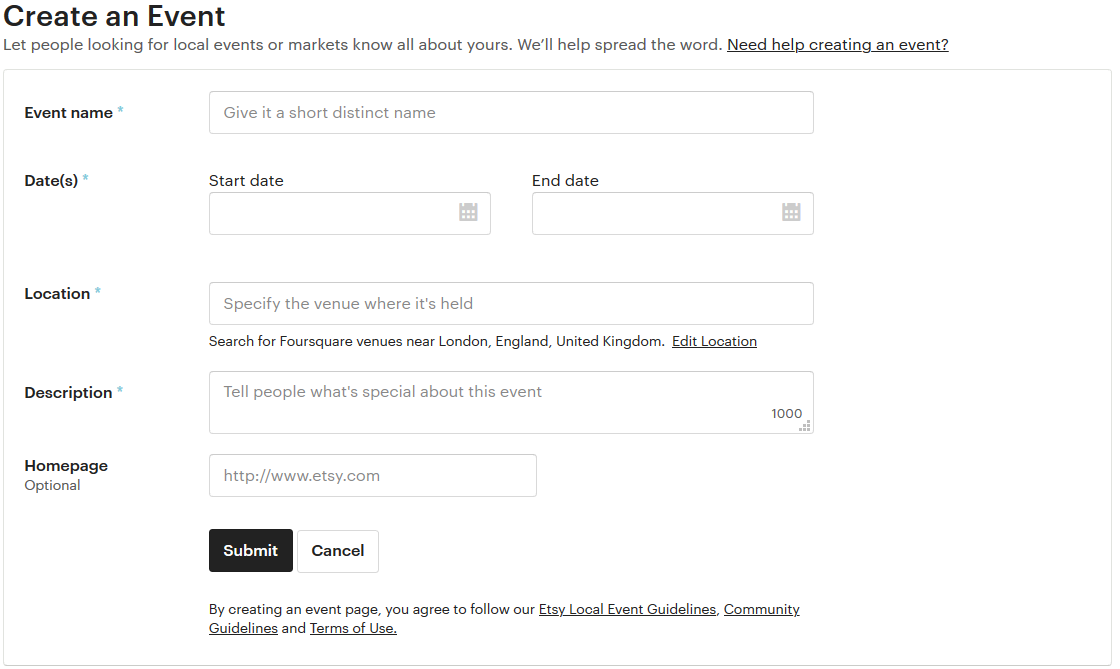 Create an Event
Let people looking for local events or markets know all about yours. We’ll help spread the word. Need help creating an event?
Event name *
Give it a short distinct name
Date(s) *
Start date
End date
Location *
Specify the venue where it's held
Search for Foursquare venues near London, England, United Kingdom. Edit Location
Description *
Tell people what's special about this event
1000
Homepage
Optional
http://www.etsy.com
Submit
Cancel
By creating an event page, you agree to follow our Etsy Local Event Guidelines, Community
Guidelines and Terms of Use.